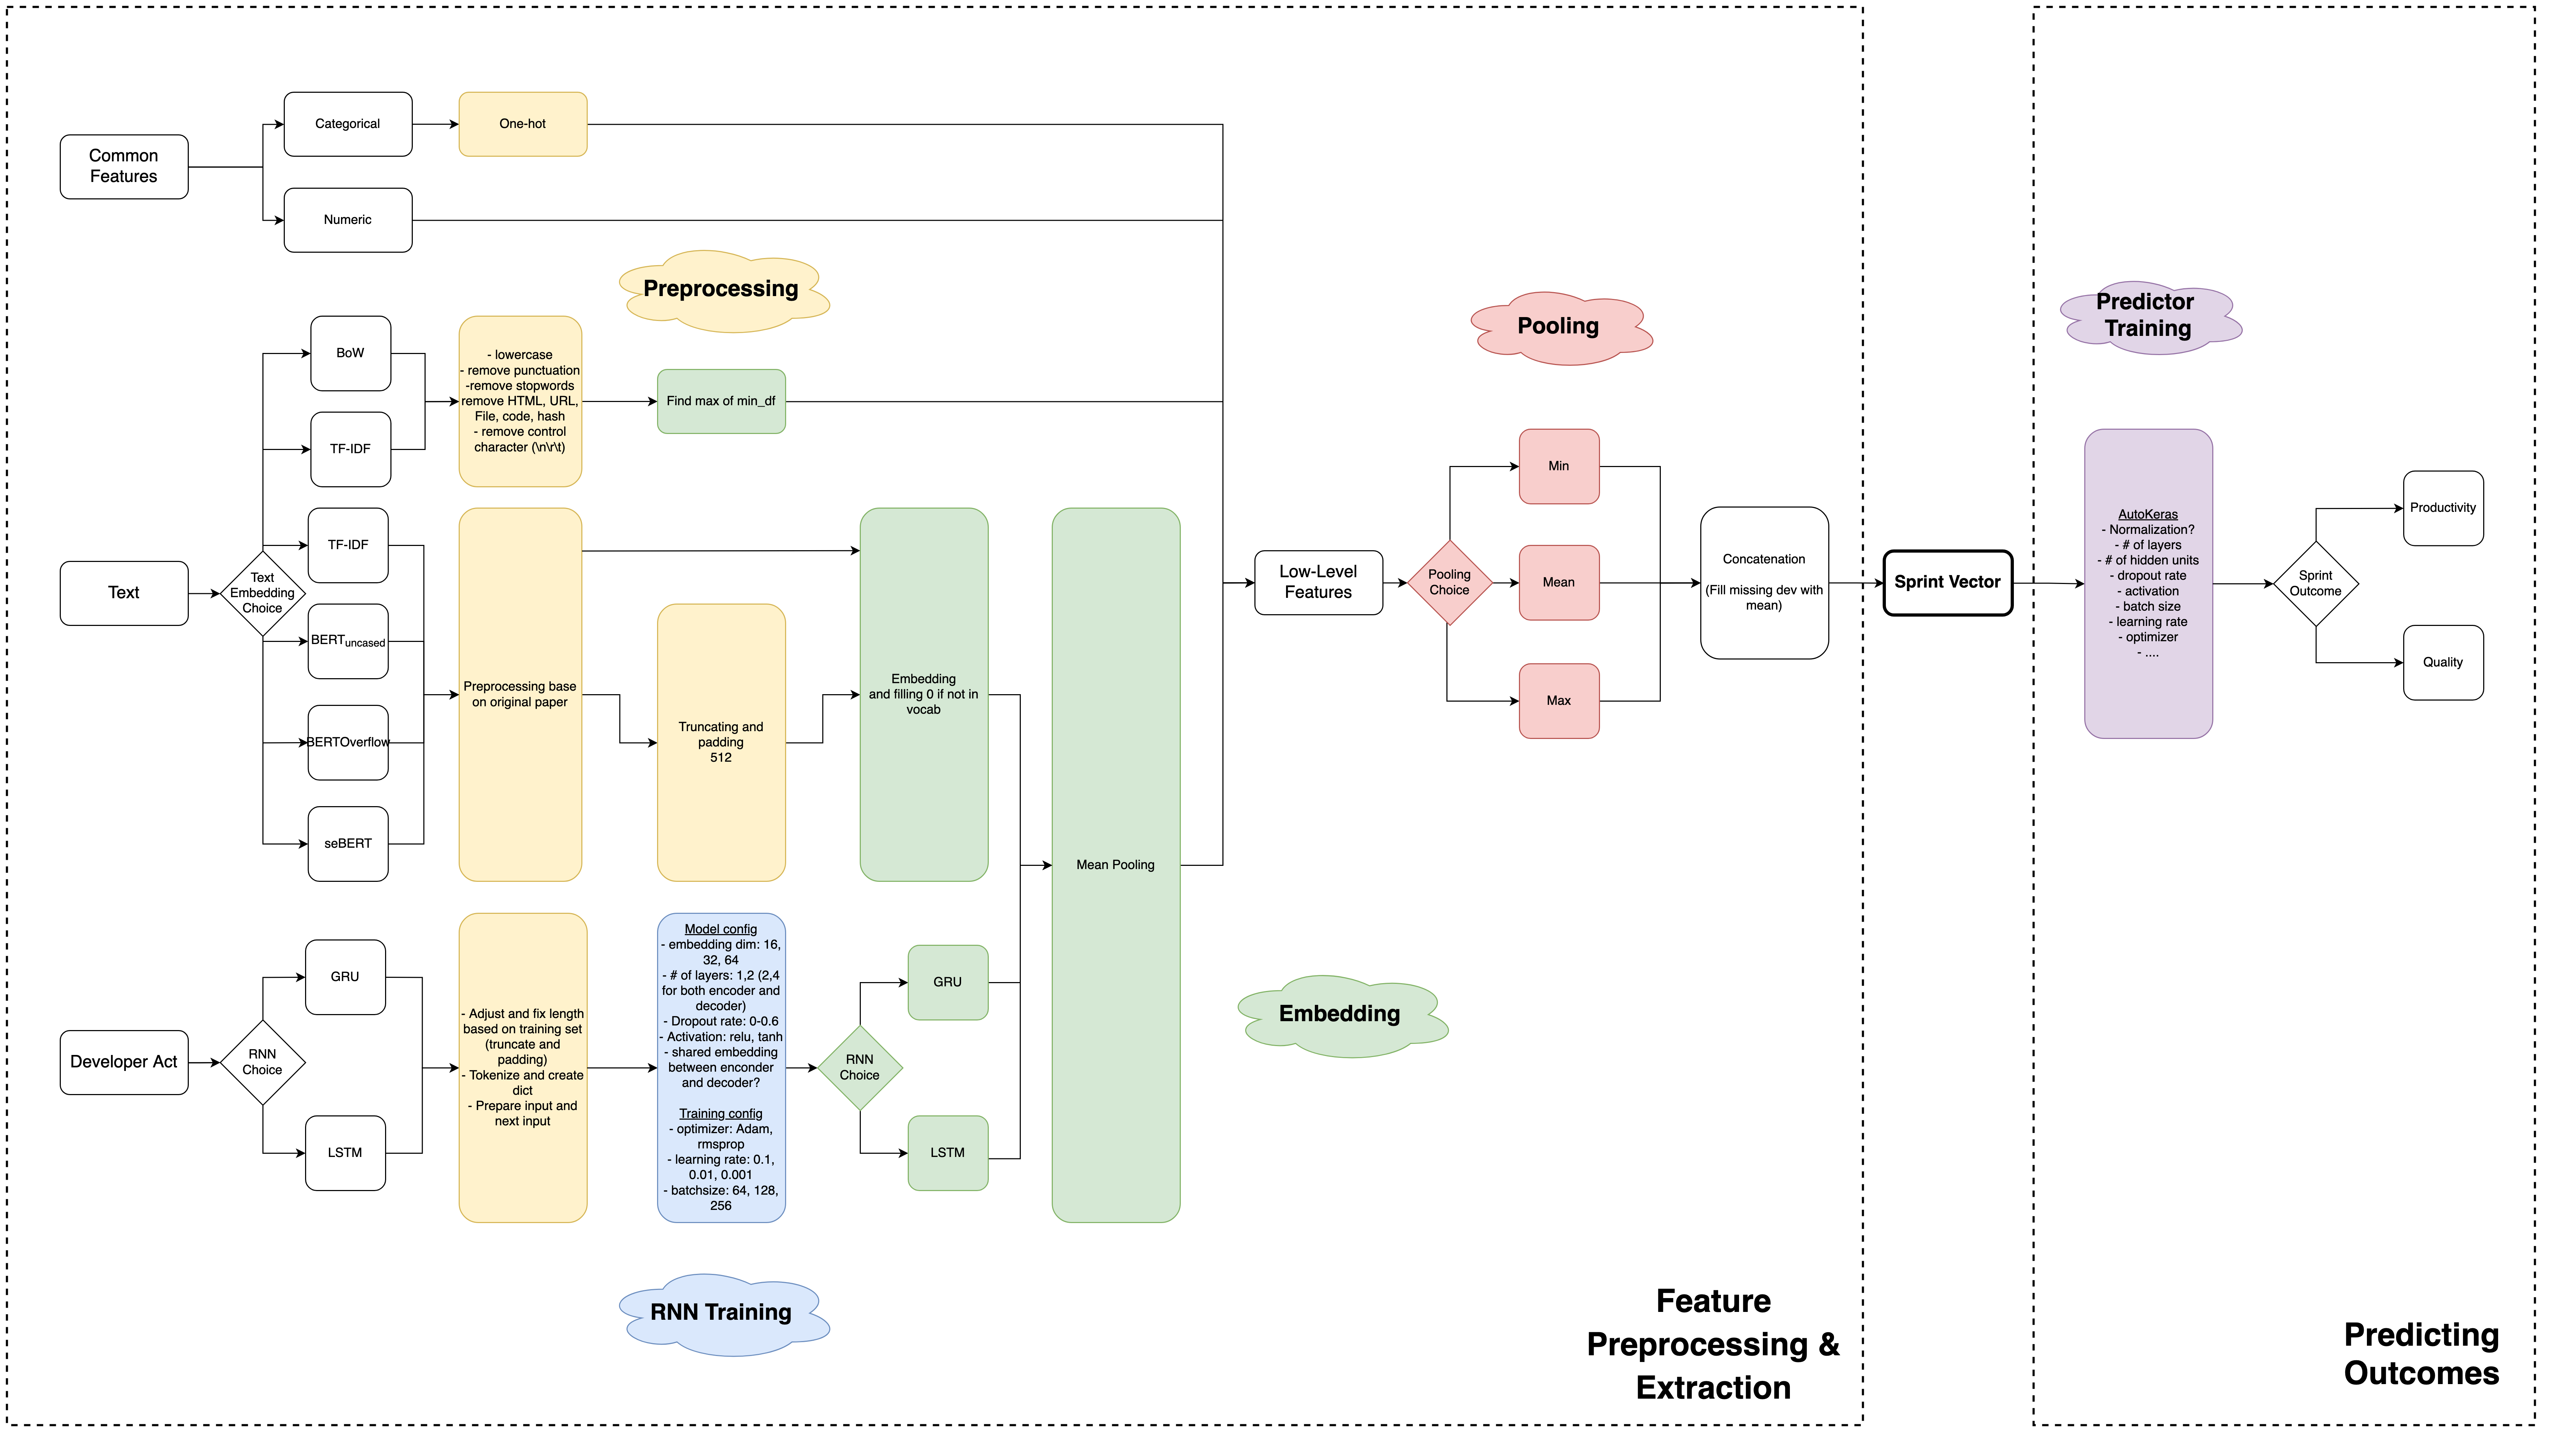 Common
Features
Categorical
One-hot
Numeric
Preprocessing
Text
Text
Embedding
Choice
BoW
TF-IDF
TF-IDF
BERTuncased
BERTOverflow
seBERT
- lowercase
- remove punctuation
-remove stopwords
remove HTML, URL,
File, code, hash
- remove control
character (\n\r\t)
Find max of min_df
Preprocessing base
on original paper
Truncating and
padding
512
Embedding
and filling 0 if not in
vocab
Mean Pooling
Developer Act
RNN
Choice
GRU
LSTM
- Adjust and fix length
based on training set
(truncate and
padding)
- Tokenize and create
dict
- Prepare input and
next input
Model config
- embedding dim: 16,
32, 64
- # of layers: 1,2 (2,4
for both encoder and
decoder)
- Dropout rate: 0-0.6
- Activation: relu, tanh
- shared embedding
between enconder
and decoder?
Training config
- optimizer: Adam,
rmsprop
- learning rate: 0.1,
0.01, 0.001
- batchsize: 64, 128,
256
RNN
Choice
GRU
LSTM
RNN Training
Embedding
Low-Level
Features
Pooling
Pooling
Choice
Min
Mean
Max
Concatenation
(Fill missing dev with
mean)
Feature
Preprocessing &
Extraction
Sprint Vector
Predictor
Training
AutoKeras
- Normalization?
- # of layers
- # of hidden units
- dropout rate
- activation
- batch size
- learning rate
- optimizer
- ....
Sprint
Outcome
Productivity
Quality
Predicting
Outcomes